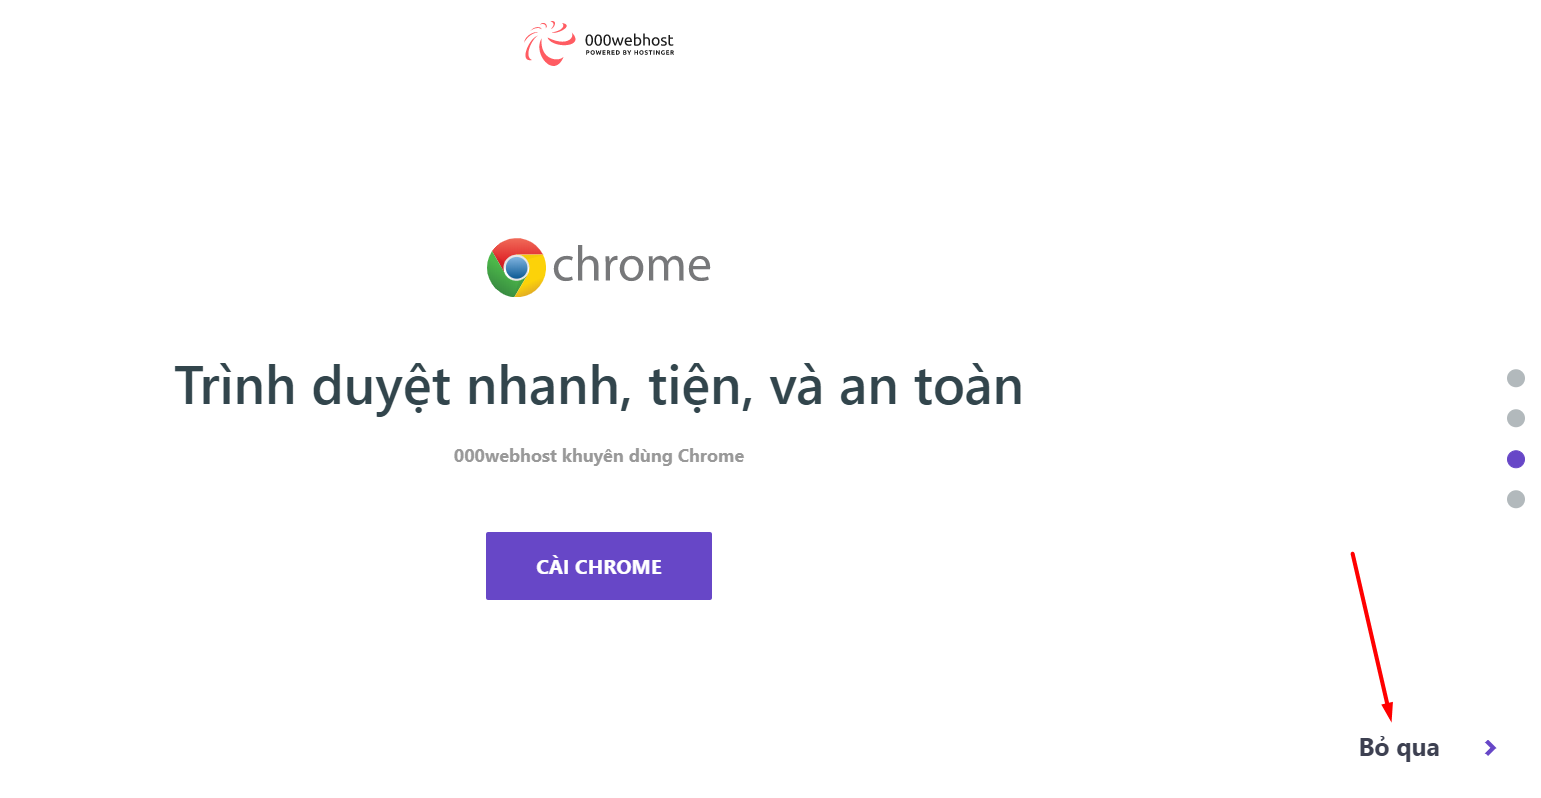 000webhost
POWERED BY HOSTINGER
chrome
Trình duyệt nhanh, tiện, và an toàn
000webhost khuyên dùng Chrome
CÀI CHROME
Bỏ qua